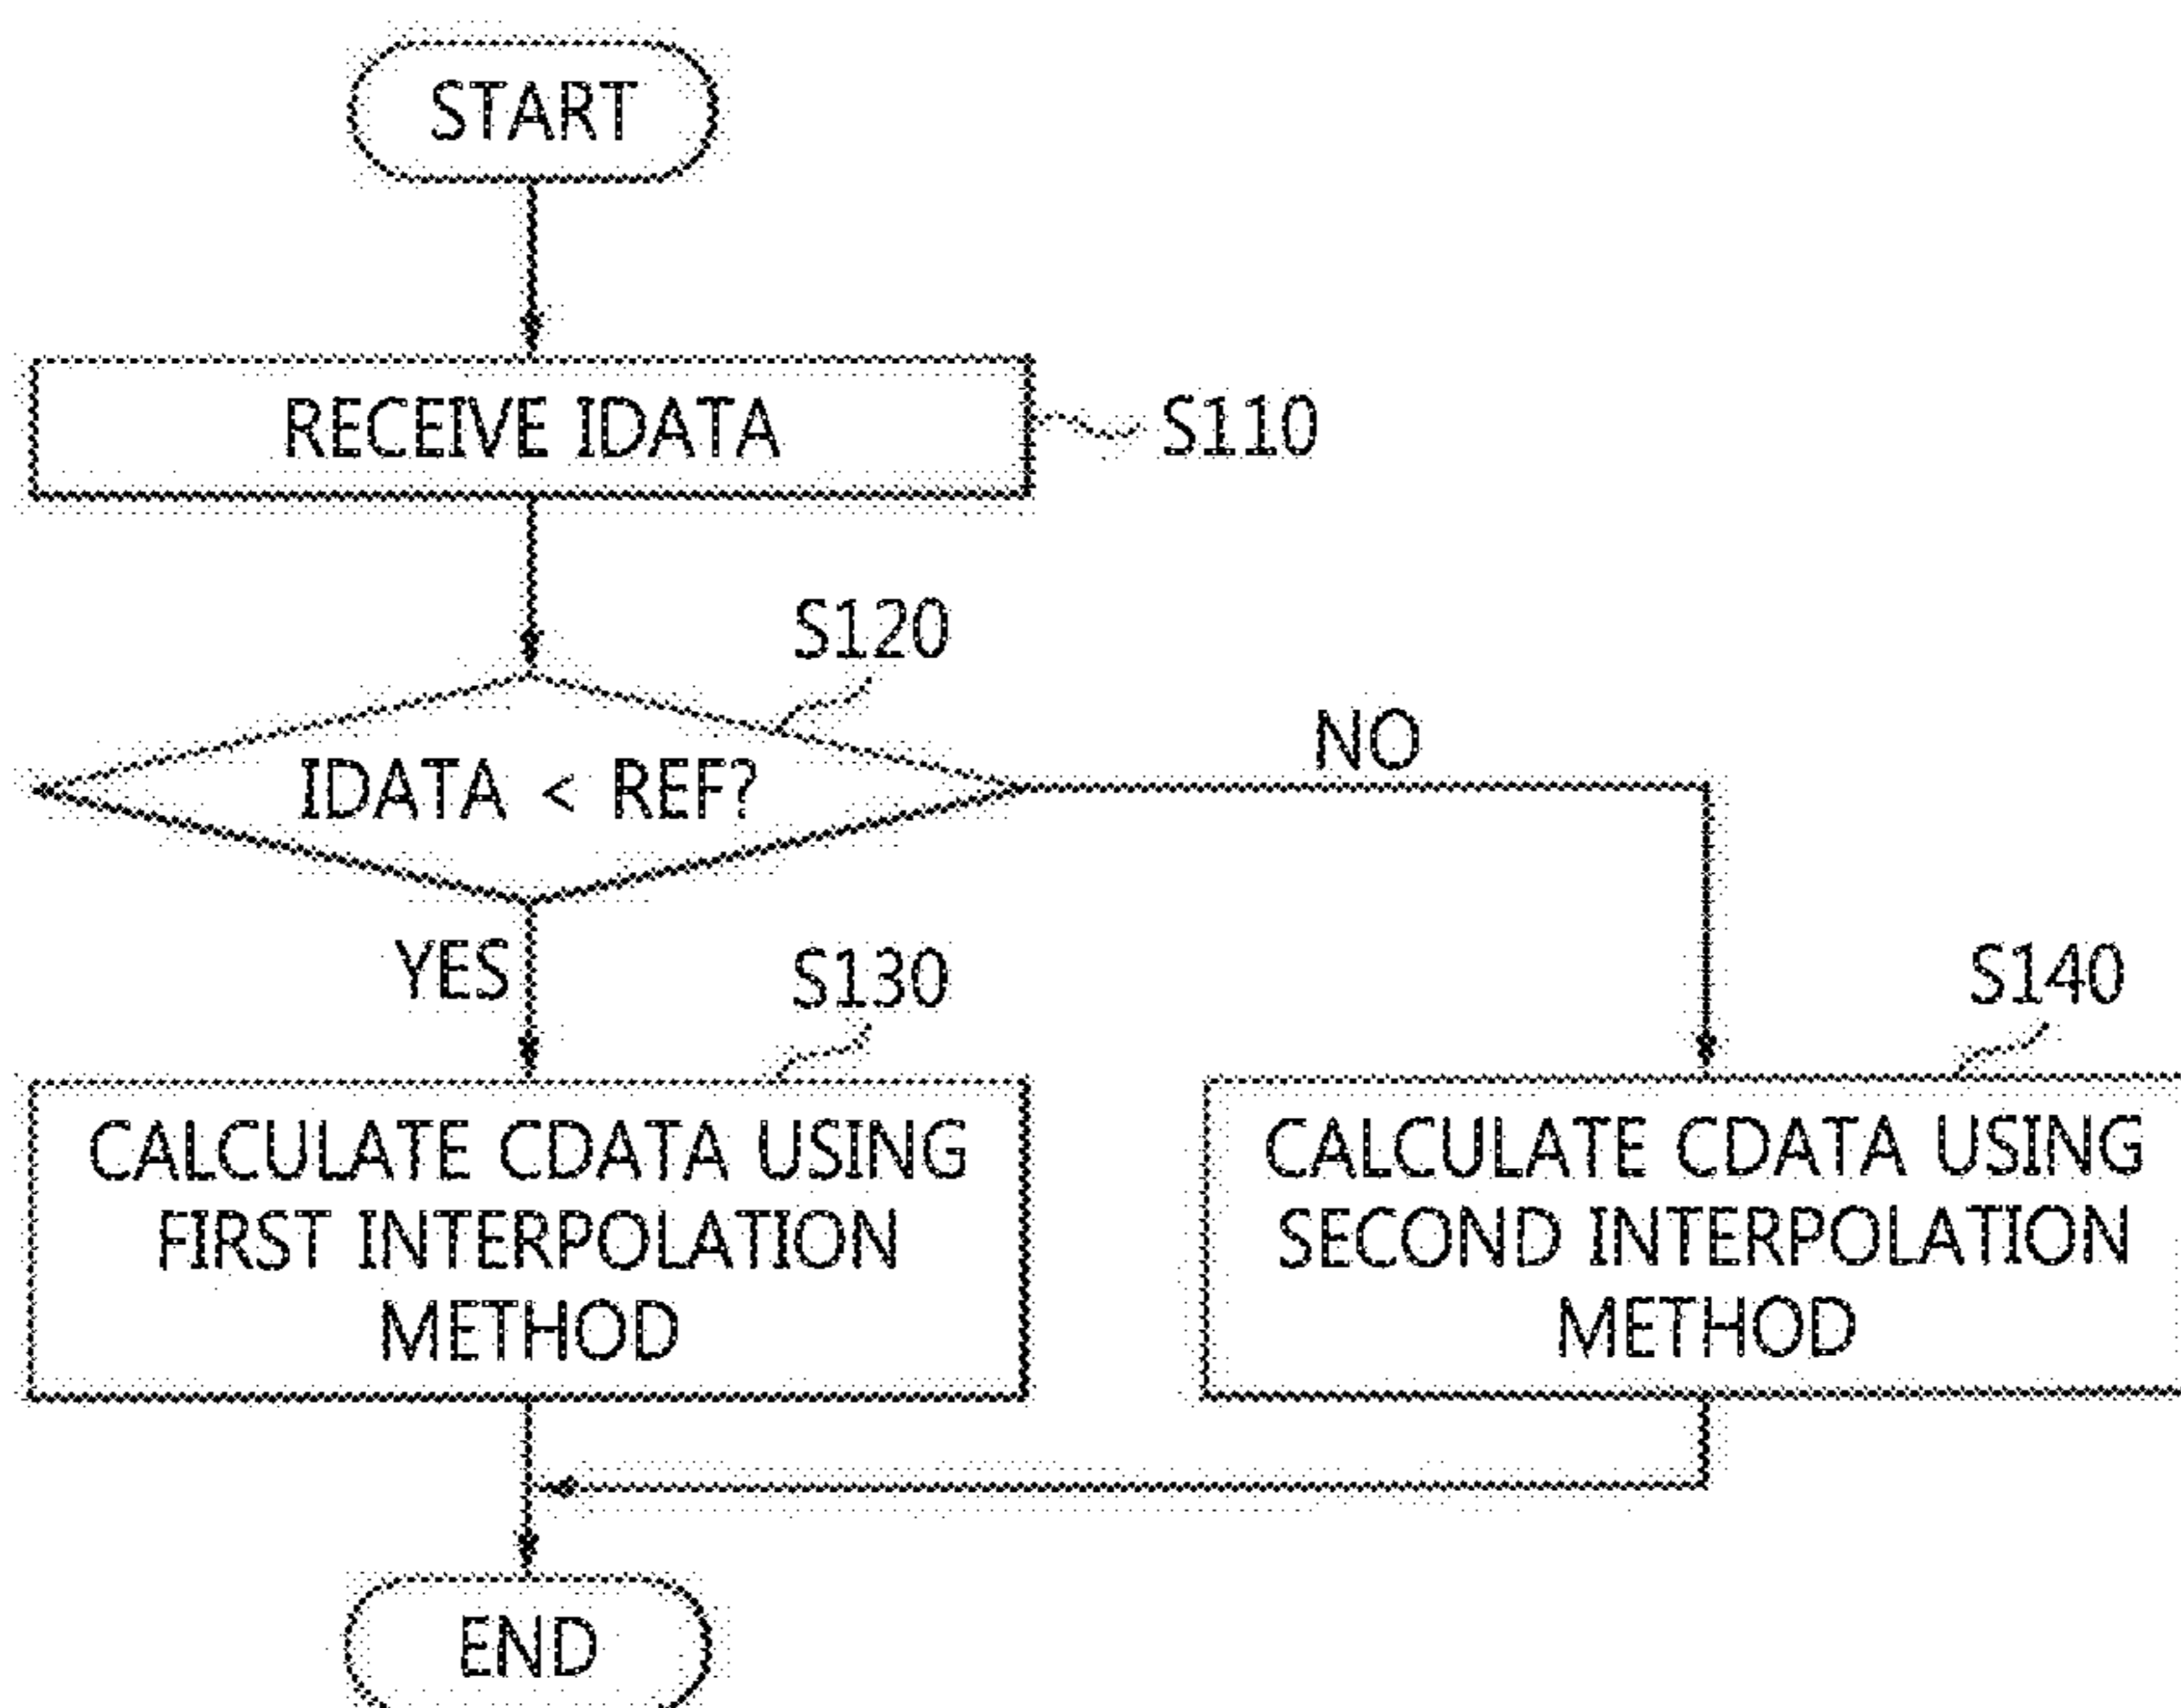 START
RECEIVE IDATA
S110
S120
IDATA < REF?
NO
YES
S130
S140
CALCULATE CDATA USING
FIRST INTERPOLATION
METHOD
CALCULATE CDATA USING
SECOND INTERPOLATION
METHOD
END